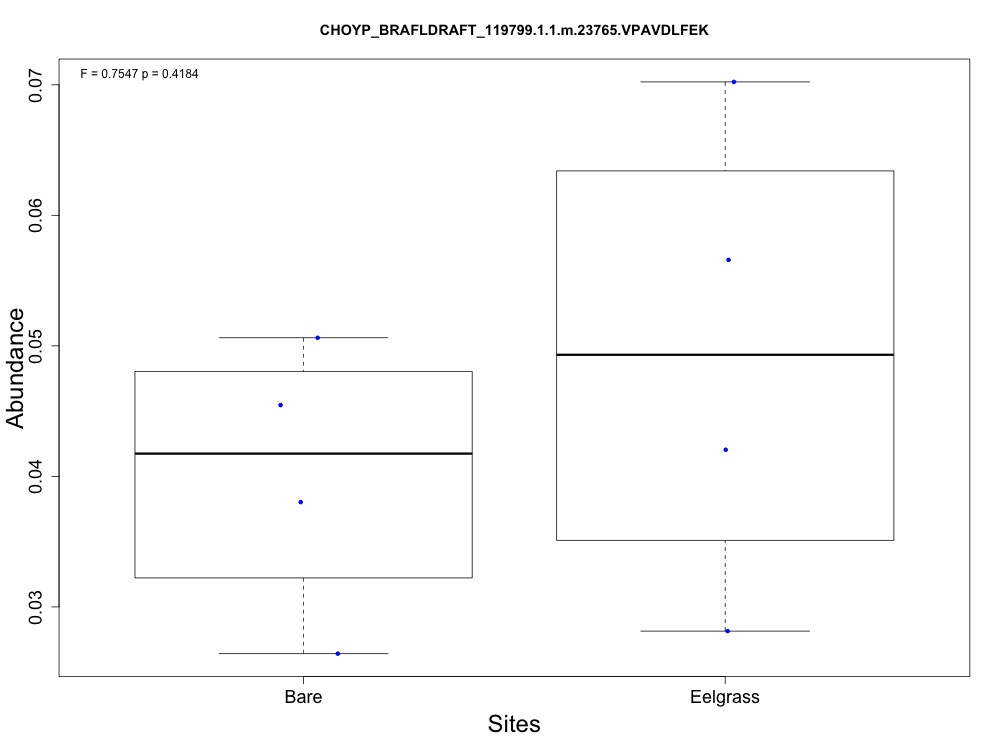 CHOYP_BRAFLDRAFT_119799.1.1.m.23765.VPAVDLFEK
F = 0.7547 p = 0.4184
Abundance
0.07
0.06
0.05
0.04
0.03
Bare
Eelgrass
Sites